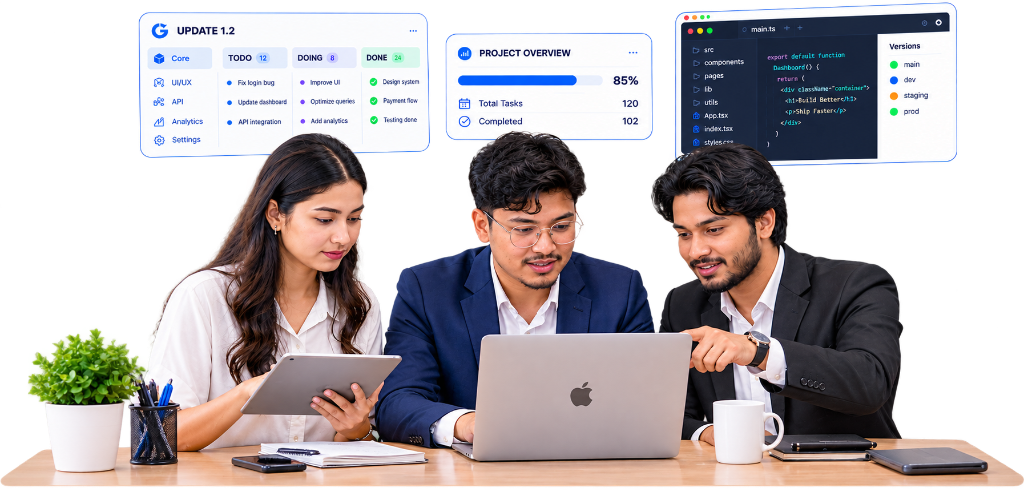 UPDATE 1.2
Core
UI/UX
API
Analytics
Settings
TODO 12
Fix login bug
Update dashboard
API integration
DOING 8
Improve UI
Optimize queries
Add analytics
DONE 24
Design system
Payment flow
Testing done
PROJECT OVERVIEW
85%
Total Tasks 120
Completed 102
main.ts
src
components
pages
lib
utils
App.tsx
index.tsx
styles.css
export default function
Dashboard() {
return (
<div className="container">
<h1>Build Better</h1>
<p>Ship Faster</p>
</div>
)
}
Versions
main
dev
staging
prod